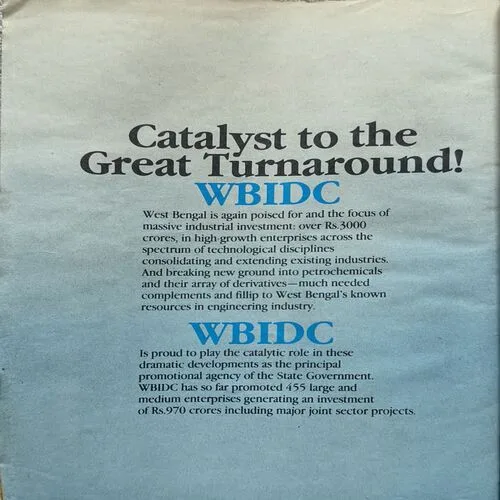 Catalyst to the
Great Turnaround!
WBIDC
West Bengal is again poised for and the focus of
massive industrial investment: over Rs.3000
crores, in high-growth enterprises across the
spectrum of technological disciplines
consolidating and extending existing industries.
And breaking new ground into petrochemicals
and their array of derivatives—much needed
complements and fillip to West Bengal's known
resources in engineering industry.
WBIDC
Is proud to play the catalytic role in these
dramatic developments as the principal
promotional agency of the State Government.
WBIDC has so far promoted 455 large and
medium enterprises generating an investment
of Rs.970 crores including major joint sector projects.